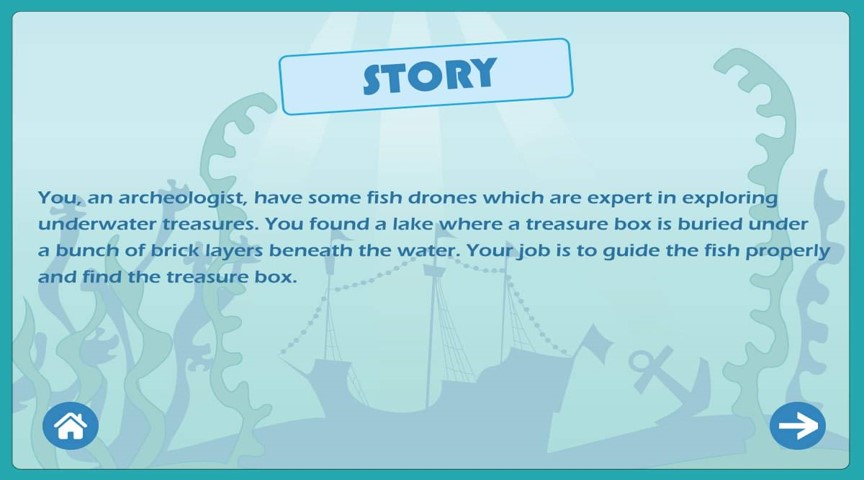 STORY
You, an archeologist, have some fish drones which are expert in exploring
underwater treasures. You found a lake where a treasure box is buried under
a bunch of brick layers beneath the water. Your job is to guide the fish properly
and find the treasure box.